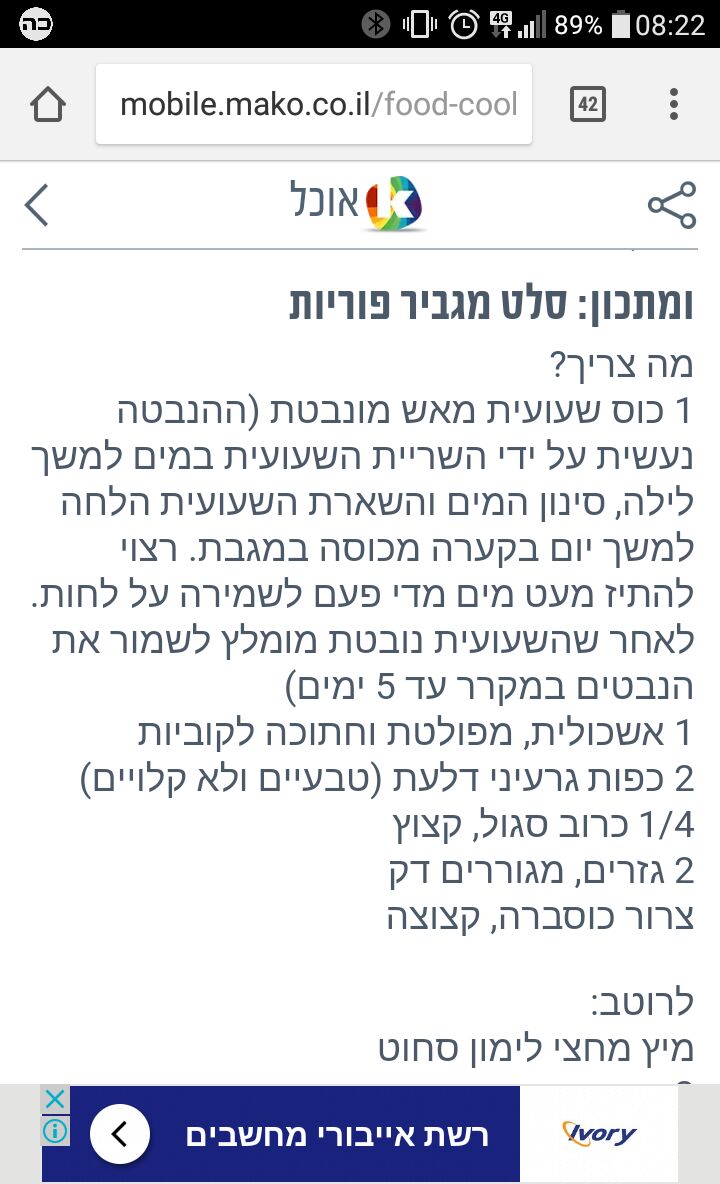 כה
4G
89%
08:22
mobile.mako.co.il/food-cool
42
אוכל
k
ומתכון: סלט מגביר פוריות
מה צריך?
1 כוס שעועית מאש מונבטת (ההנבטה
נעשית על ידי השריית השעועית במים למשך
לילה, סינון המים והשארת השעועית הלחה
למשך יום בקערה מכוסה במגבת. רצוי
להתיז מעט מים מדי פעם לשמירה על לחות.
לאחר שהשעועית נובטת מומלץ לשמור את
הנבטים במקרר עד 5 ימים)
1 אשכולית, מפולטת וחתוכה לקוביות
2 כפות גרעיני דלעת (טבעיים ולא קלויים)
1/4 כרוב סגול, קצוץ
2 גזרים, מגוררים דק
צרור כוסברה, קצוצה
לרוטב:
מיץ מחצי לימון סחוט
רשת אייבורי מחשבים
Ivory